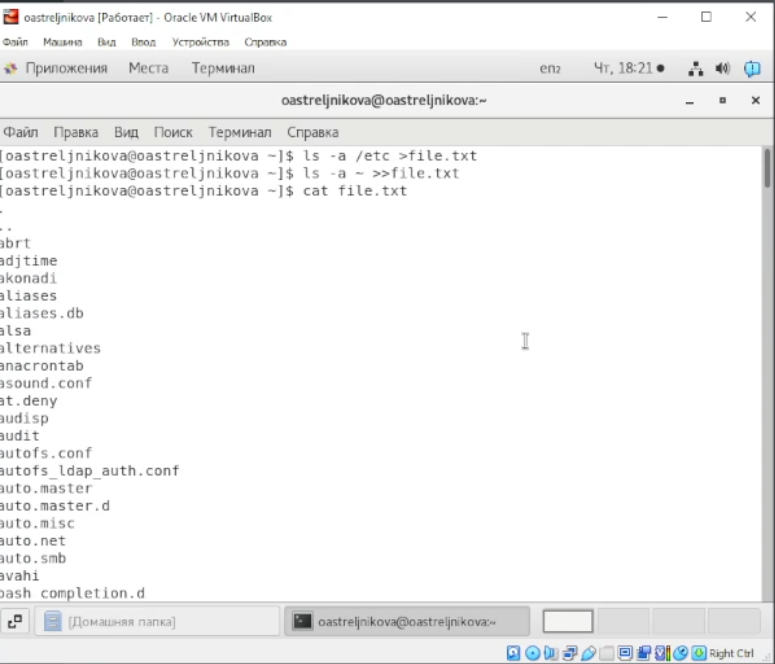 oastreljnikova [Работает] - Oracle VM VirtualBox
Файл Машина Вид Ввод Устройства Справка
Приложения Места Терминал en₂ Чт, 18:21
oastreljnikova@oastreljnikova:~
Файл Правка Вид Поиск Терминал Справка
[oastreljnikova@oastreljnikova ~]$ ls -a /etc >file.txt
[oastreljnikova@oastreljnikova ~]$ ls -a ~ >>file.txt
[oastreljnikova@oastreljnikova ~]$ cat file.txt
.
..
abrt
adjtime
akonadi
aliases
aliases.db
alsa
alternatives
anacrontab
asound.conf
at.deny
audisp
audit
autofs.conf
autofs_ldap_auth.conf
auto.master
auto.master.d
auto.misc
auto.net
auto.smb
avahi
bash_completion.d
[Домашняя папка] oastreljnikova@oastreljnikova:~
Right Ctrl